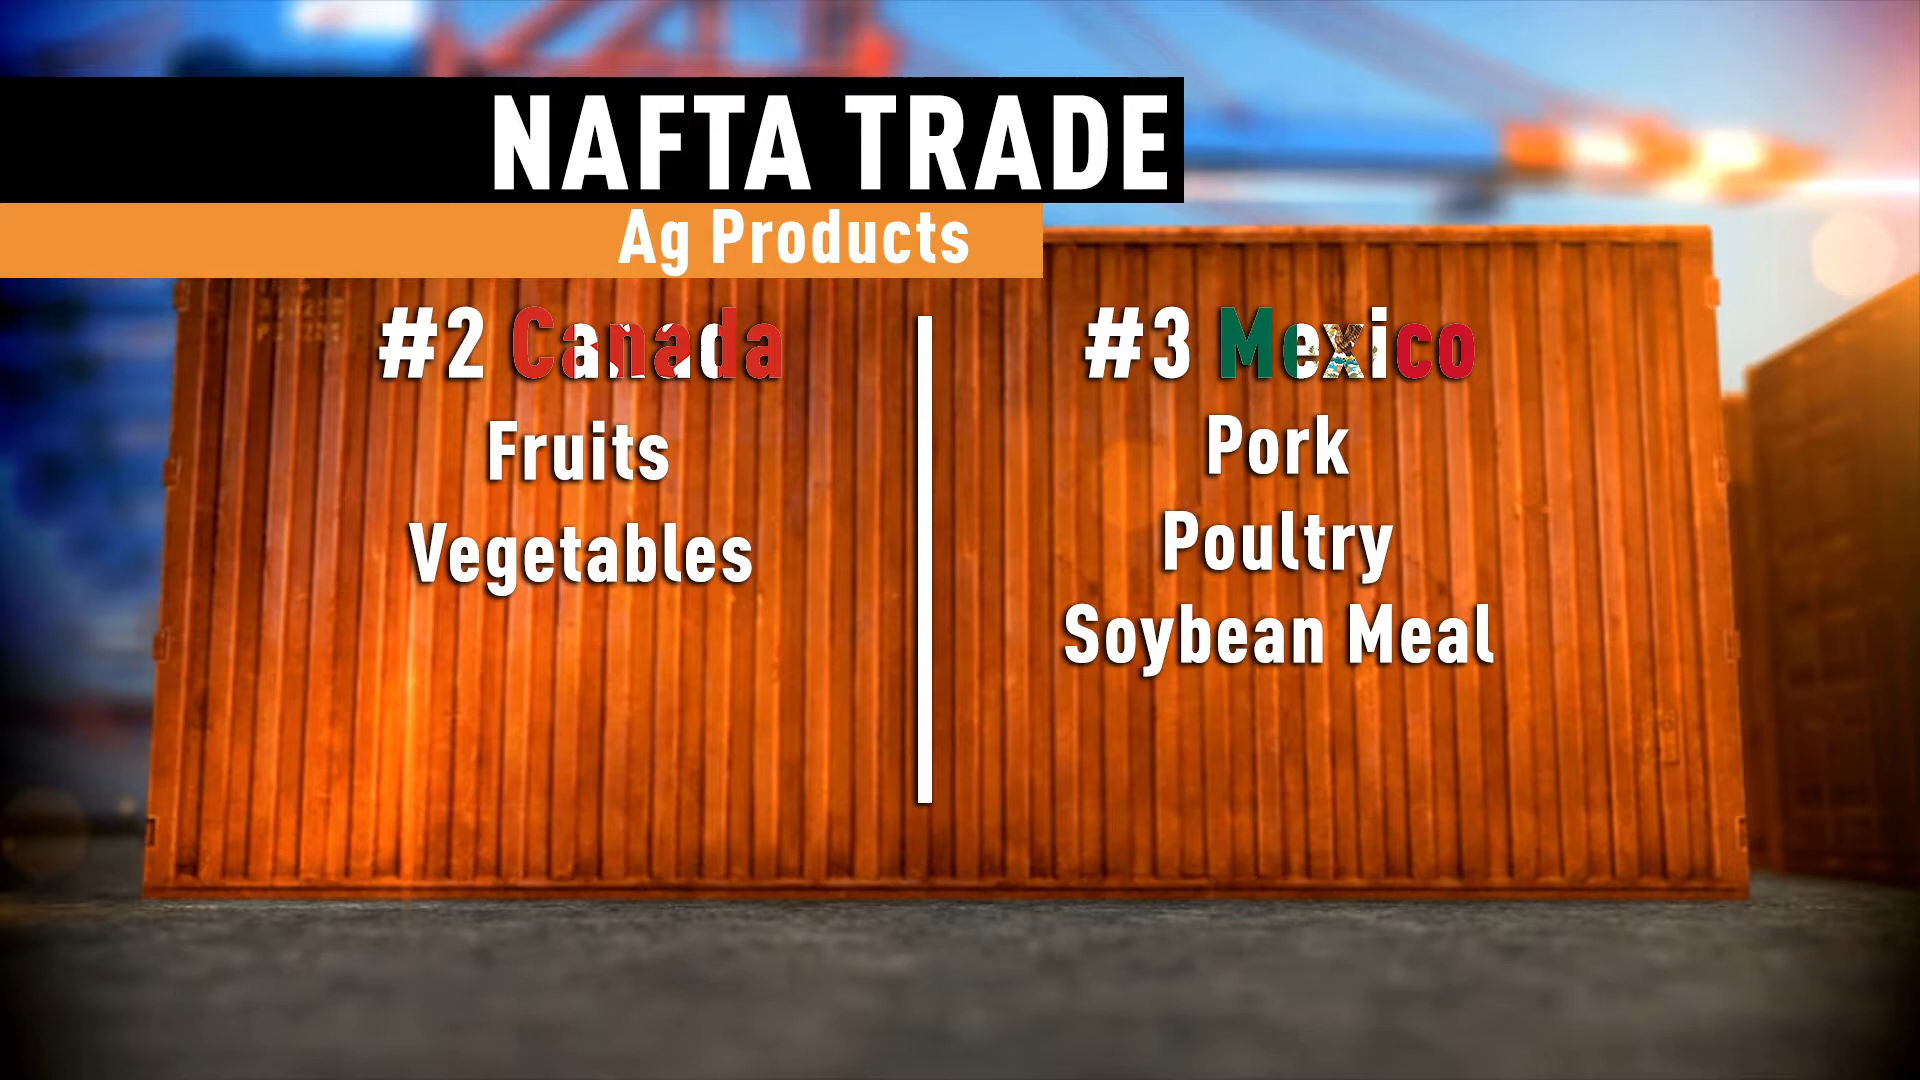 NAFTA TRADE
Ag Products
#2 Canada
Fruits
Vegetables
#3 Mexico
Pork
Poultry
Soybean Meal